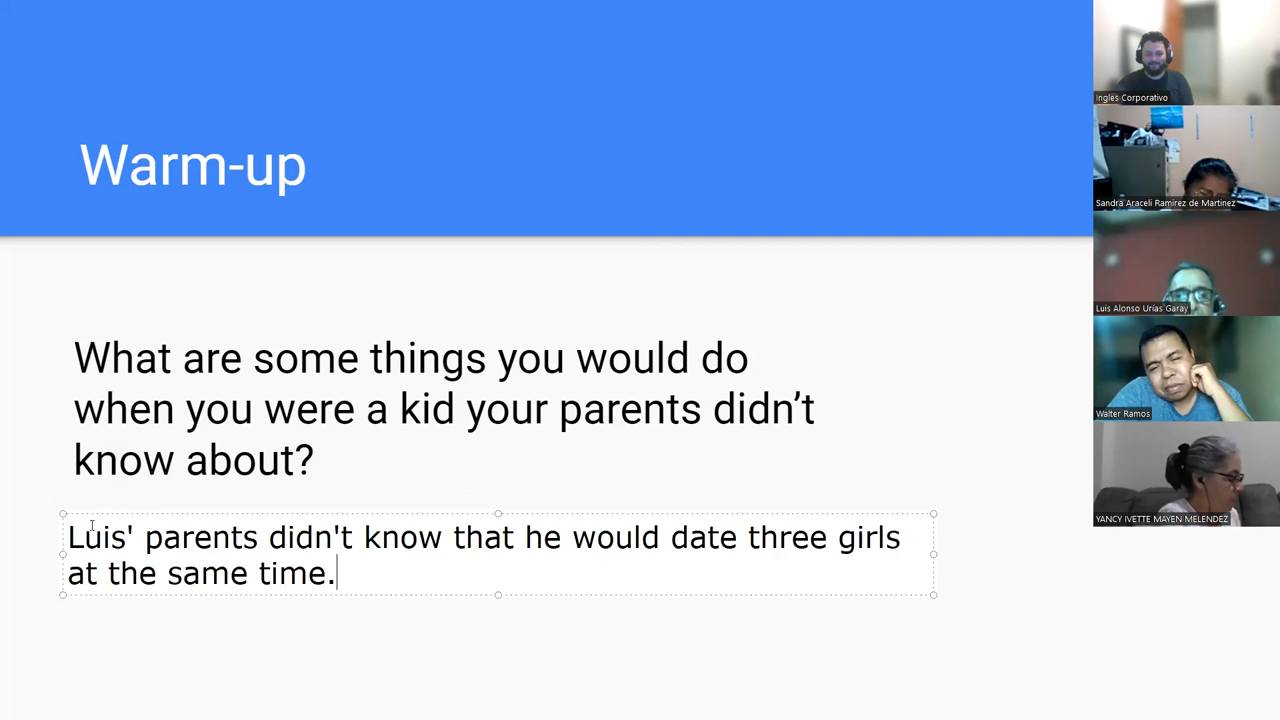 Warm-up
What are some things you would do
when you were a kid your parents didn't
know about?
Luis' parents didn't know that he would date three girls
at the same time.
Ingles Corporativo
Sandra Araceli Ramirez de Martinez
Luis Alonso Urías Garay
Walter Ramos
YANCY IVETTE MAYEN MELENDEZ